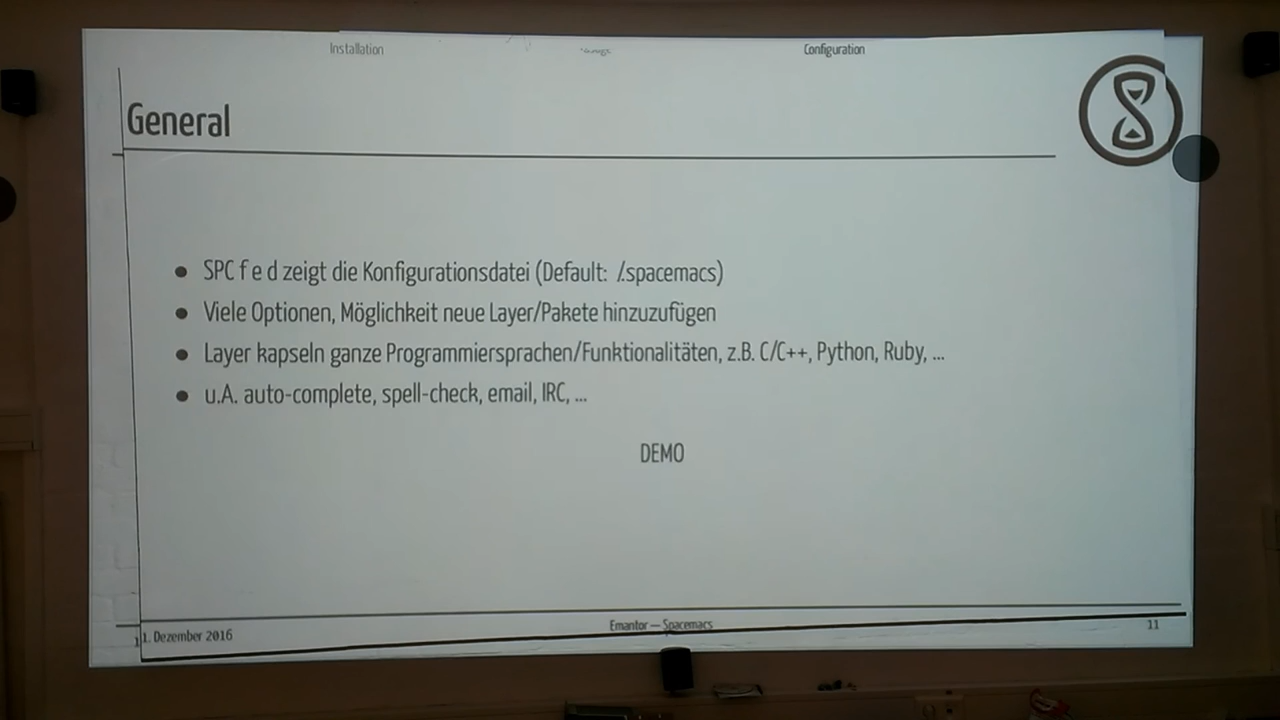 Installation
Configuration
General
SPC f e d zeigt die Konfigurationsdatei (Default: /.spacemacs)
Viele Optionen, Möglichkeit neue Layer/Pakete hinzuzufügen
Layer kapseln ganze Programmiersprachen/Funktionalitäten, z.B. C/C++, Python, Ruby, ...
u.A. auto-complete, spell-check, email, IRC, ...
DEMO
1. Dezember 2016
Emantor — Spacemacs
11